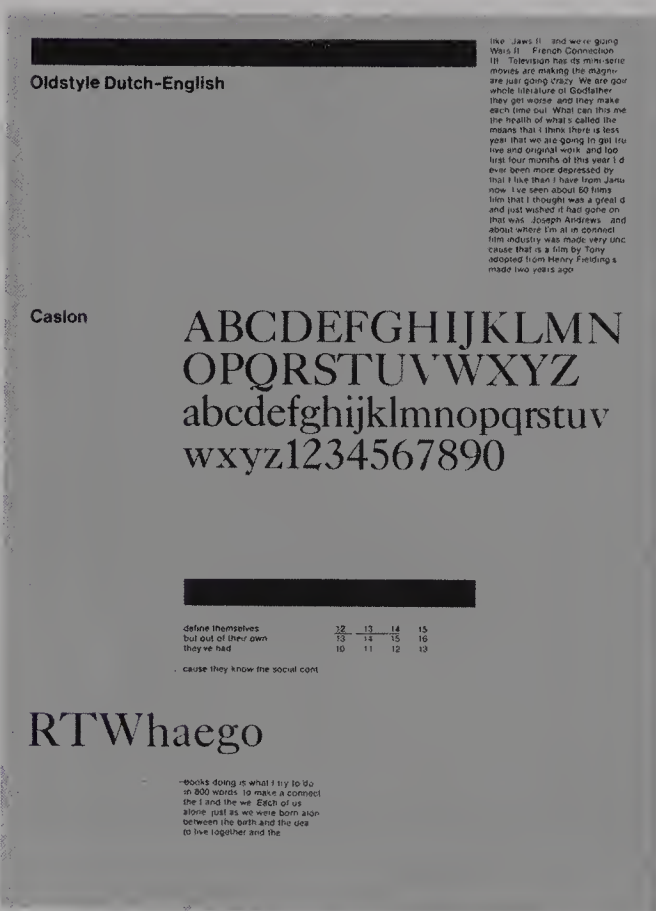 Oldstyle Dutch-English
like Jaws II and we're going
Wars II French Connection
III Television has its mini-serie
movies are making the magni-
are just going crazy We are goin
whole literature of Godfather
they get worse and they make
each time out What can this me
the health of what's called the
means that I think there is less
year that we are going to get tru
tive and original work and loo
first four months of this year I d
ever been more depressed by
that I like than I have from Janu
now I've seen about 60 films
film that I thought was a great d
and just wished it had gone on
that was Joseph Andrews and
about where I'm at in connect
film industry was made very unc
cause that is a film by Tony
adopted from Henry Fielding's
made two years ago
Caslon
ABCDEFGHIJKLMN
OPQRSTUVWXYZ
abcdefghijklmnopqrstuv
wxyz1234567890
define themselves 12 13 14 15
but out of their own 13 14 15 16
they've had 10 11 12 13
cause they know the social cont
RTWhaego
books doing is what I try to do
in 800 words to make a connect
the I and the we Each of us
alone just as we were born alon
between the birth and the dea
to live together and the